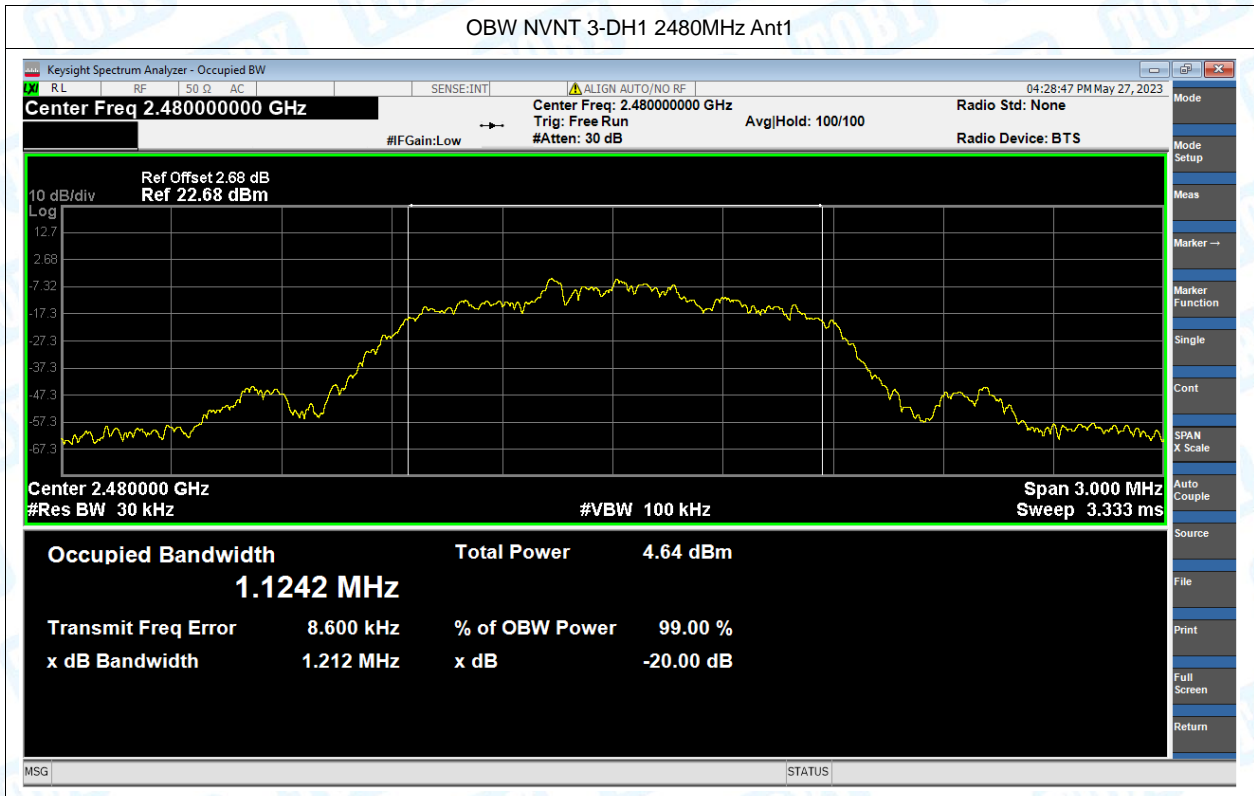 OBW NVNT 3-DH1 2480MHz Ant1
Keysight Spectrum Analyzer - Occupied BW
LXI RL RF 50 Ω AC SENSE:INT ALIGN AUTO/NO RF 04:28:47 PM May 27, 2023
Center Freq 2.480000000 GHz
Center Freq: 2.480000000 GHz Radio Std: None
Trig: Free Run Avg|Hold: 100/100
#IFGain:Low #Atten: 30 dB Radio Device: BTS
Ref Offset 2.68 dB
10 dB/div Ref 22.68 dBm
Log
12.7
2.68
-7.32
-17.3
-27.3
-37.3
-47.3
-57.3
-67.3
Center 2.480000 GHz Span 3.000 MHz
#Res BW 30 kHz #VBW 100 kHz Sweep 3.333 ms
Occupied Bandwidth Total Power 4.64 dBm
1.1242 MHz
Transmit Freq Error 8.600 kHz % of OBW Power 99.00 %
x dB Bandwidth 1.212 MHz x dB -20.00 dB
MSG STATUS
Mode
Mode
Setup
Meas
Marker→
Marker
Function
Single
Cont
SPAN
X Scale
Auto
Couple
Source
File
Print
Full
Screen
Return
TOBY